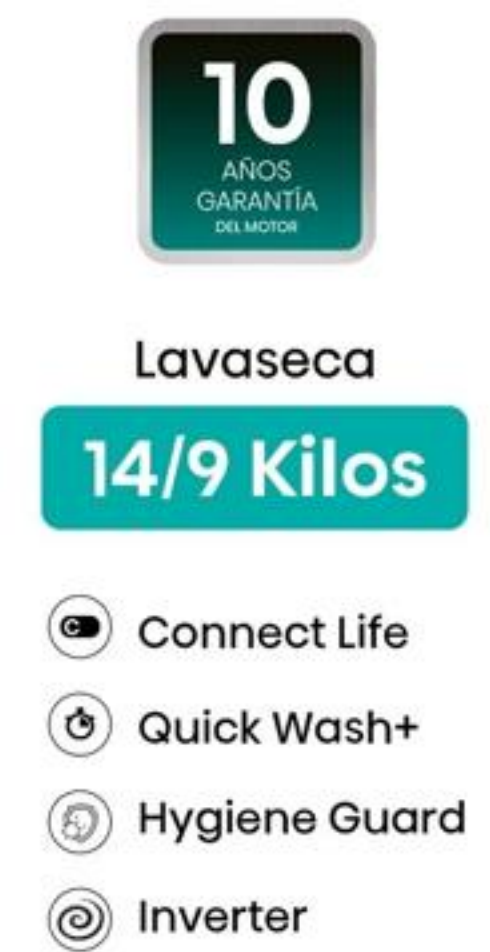 10
AÑOS
GARANTÍA
DEL MOTOR
Lavaseca
14/9 Kilos
Connect Life
Quick Wash+
Hygiene Guard
Inverter